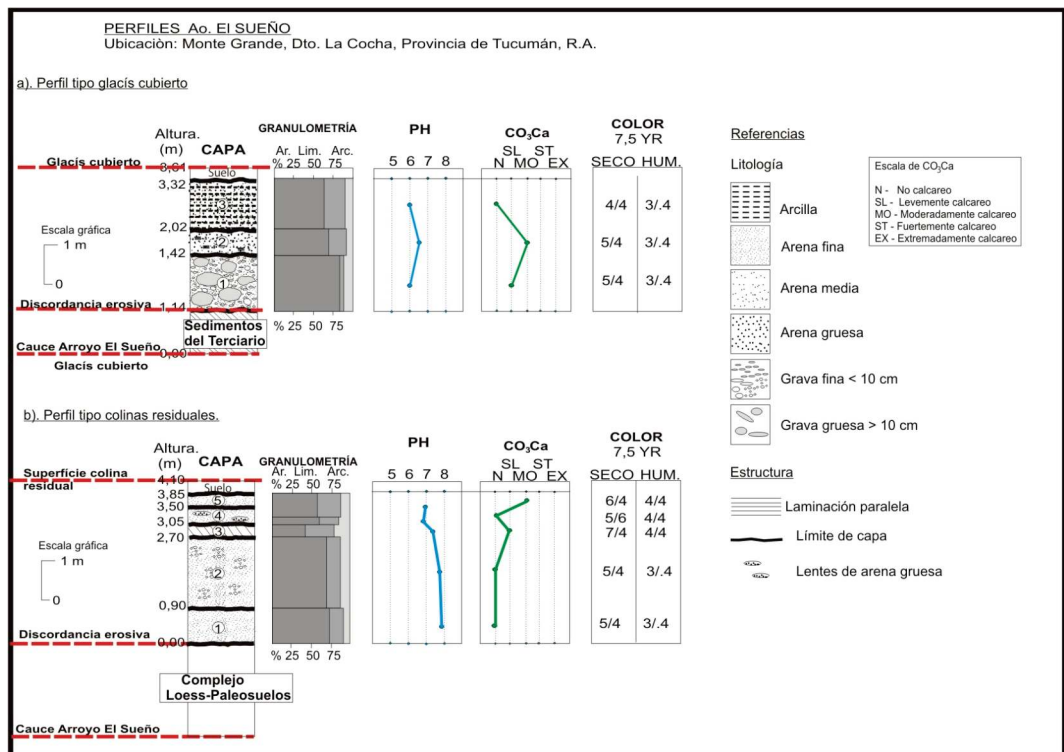 PERFILES Ao. El SUEÑO
Ubicaciòn: Monte Grande, Dto. La Cocha, Provincia de Tucumán, R.A.
a). Perfil tipo glacís cubierto
Altura. (m)
CAPA
GRANULOMETRÍA
Ar. Lim. Arc.
% 25 50 75
PH
5 6 7 8
CO₃Ca
SL ST
N MO EX
COLOR
7,5 YR
SECO HUM.
Glacís cubierto
3,61
Suelo
3,32
3
4/4 3/.4
2,02
2
5/4 3/.4
Escala gráfica
1 m
0
1,42
1
5/4 3/.4
Discordancia erosiva
1,14
% 25 50 75
Sedimentos
del Terciario
Cauce Arroyo El Sueño
0,00
Glacís cubierto
b). Perfil tipo colinas residuales.
Altura. (m)
CAPA
GRANULOMETRÍA
Ar. Lim. Arc.
% 25 50 75
PH
5 6 7 8
CO₃Ca
SL ST
N MO EX
COLOR
7,5 YR
SECO HUM.
Superfície colina
residual
4,10
Suelo
3,85
5
6/4 4/4
3,50
4
5/6 4/4
3,05
3
7/4 4/4
2,70
Escala gráfica
1 m
0
2
5/4 3/.4
0,90
1
5/4 3/.4
Discordancia erosiva
0,00
% 25 50 75
Complejo
Loess-Paleosuelos
Cauce Arroyo El Sueño
Referencias
Litología
Arcilla
Arena fina
Arena media
Arena gruesa
Grava fina < 10 cm
Grava gruesa > 10 cm
Estructura
Laminación paralela
Límite de capa
Lentes de arena gruesa
Escala de CO₃Ca
N - No calcareo
SL - Levemente calcareo
MO - Moderadamente calcareo
ST - Fuertemente calcareo
EX - Extremadamente calcareo